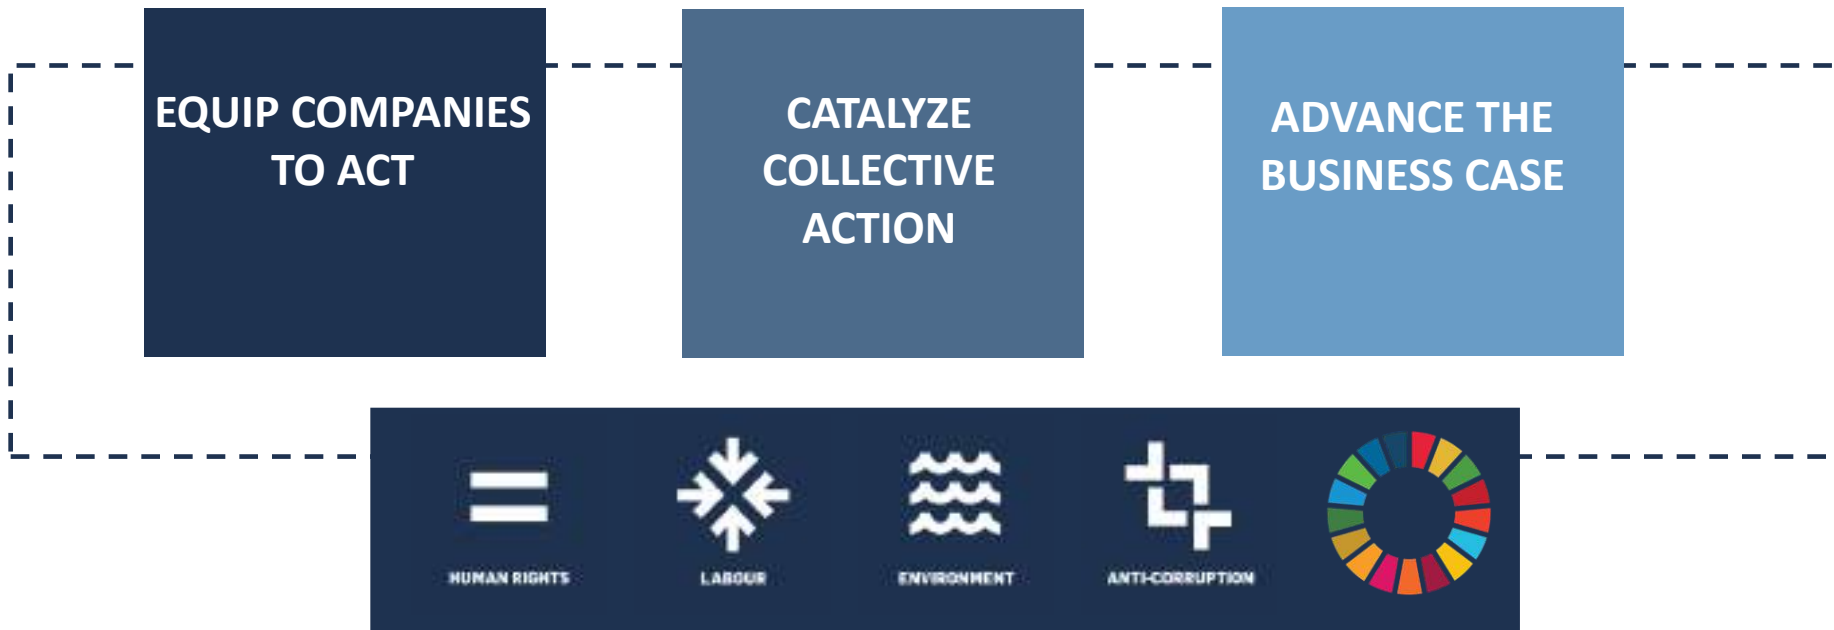 EQUIP COMPANIES
TO ACT
CATALYZE
COLLECTIVE
ACTION
ADVANCE THE
BUSINESS CASE
HUMAN RIGHTS
LABOUR
ENVIRONMENT
ANTI-CORRUPTION